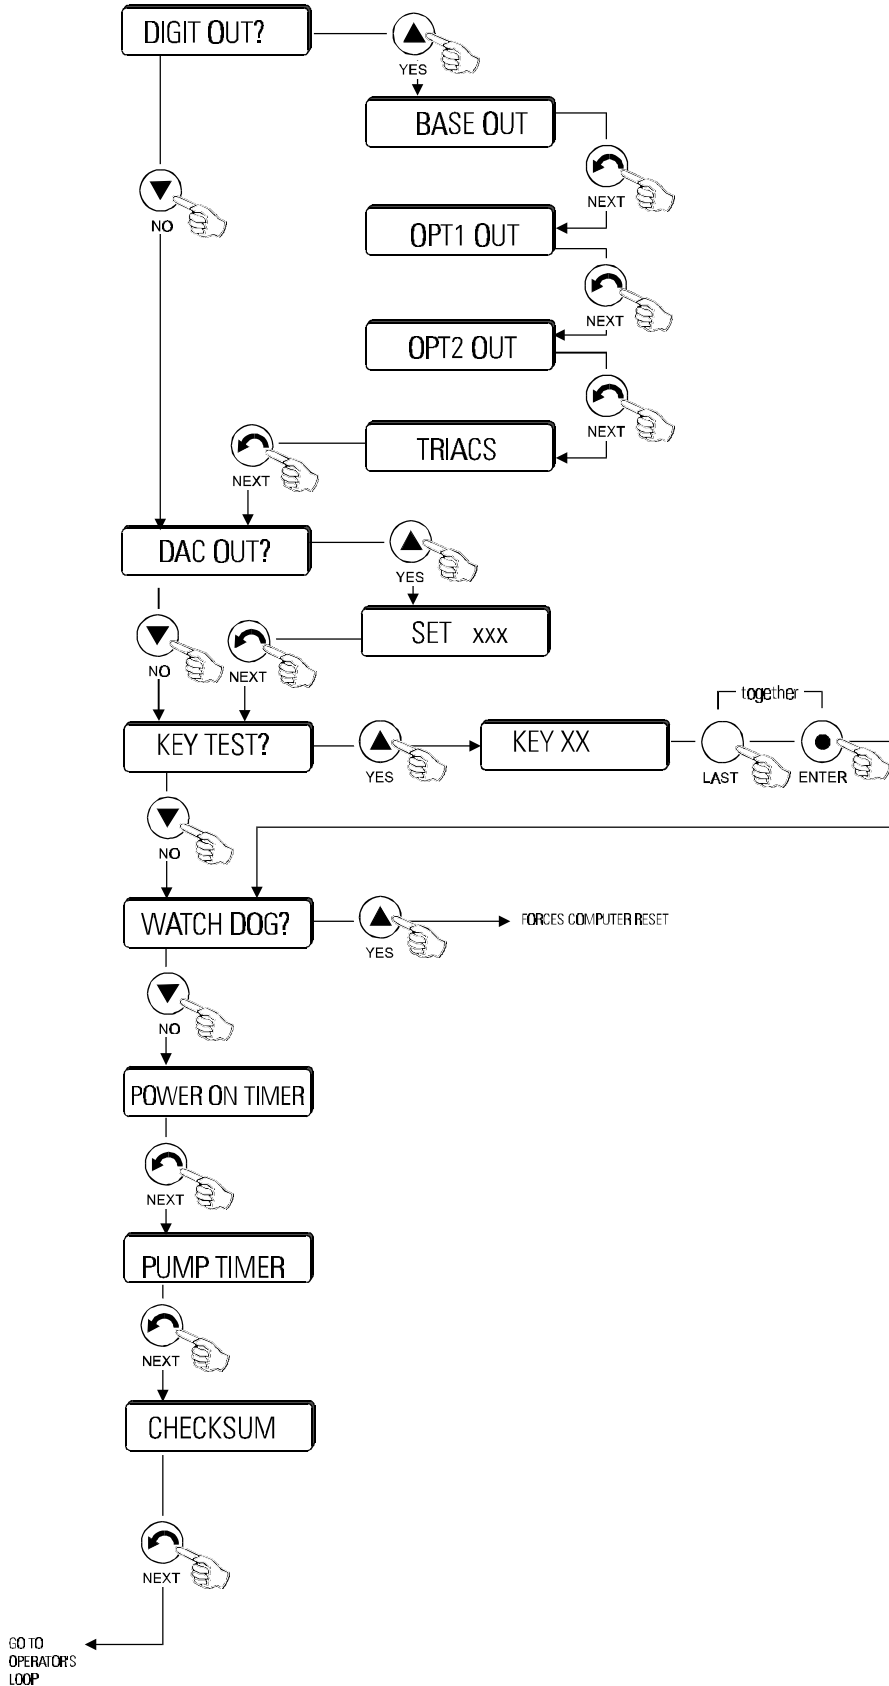 DIGIT OUT?
YES
BASE OUT
NEXT
NO
OPT1 OUT
NEXT
OPT2 OUT
NEXT
TRIACS
NEXT
DAC OUT?
YES
SET xxx
NO
NEXT
together
KEY TEST?
YES
KEY XX
LAST
ENTER
NO
WATCH DOG?
YES
FORCES COMPUTER RESET
NO
POWER ON TIMER
NEXT
PUMP TIMER
NEXT
CHECKSUM
NEXT
GO TO
OPERATOR'S
LOOP